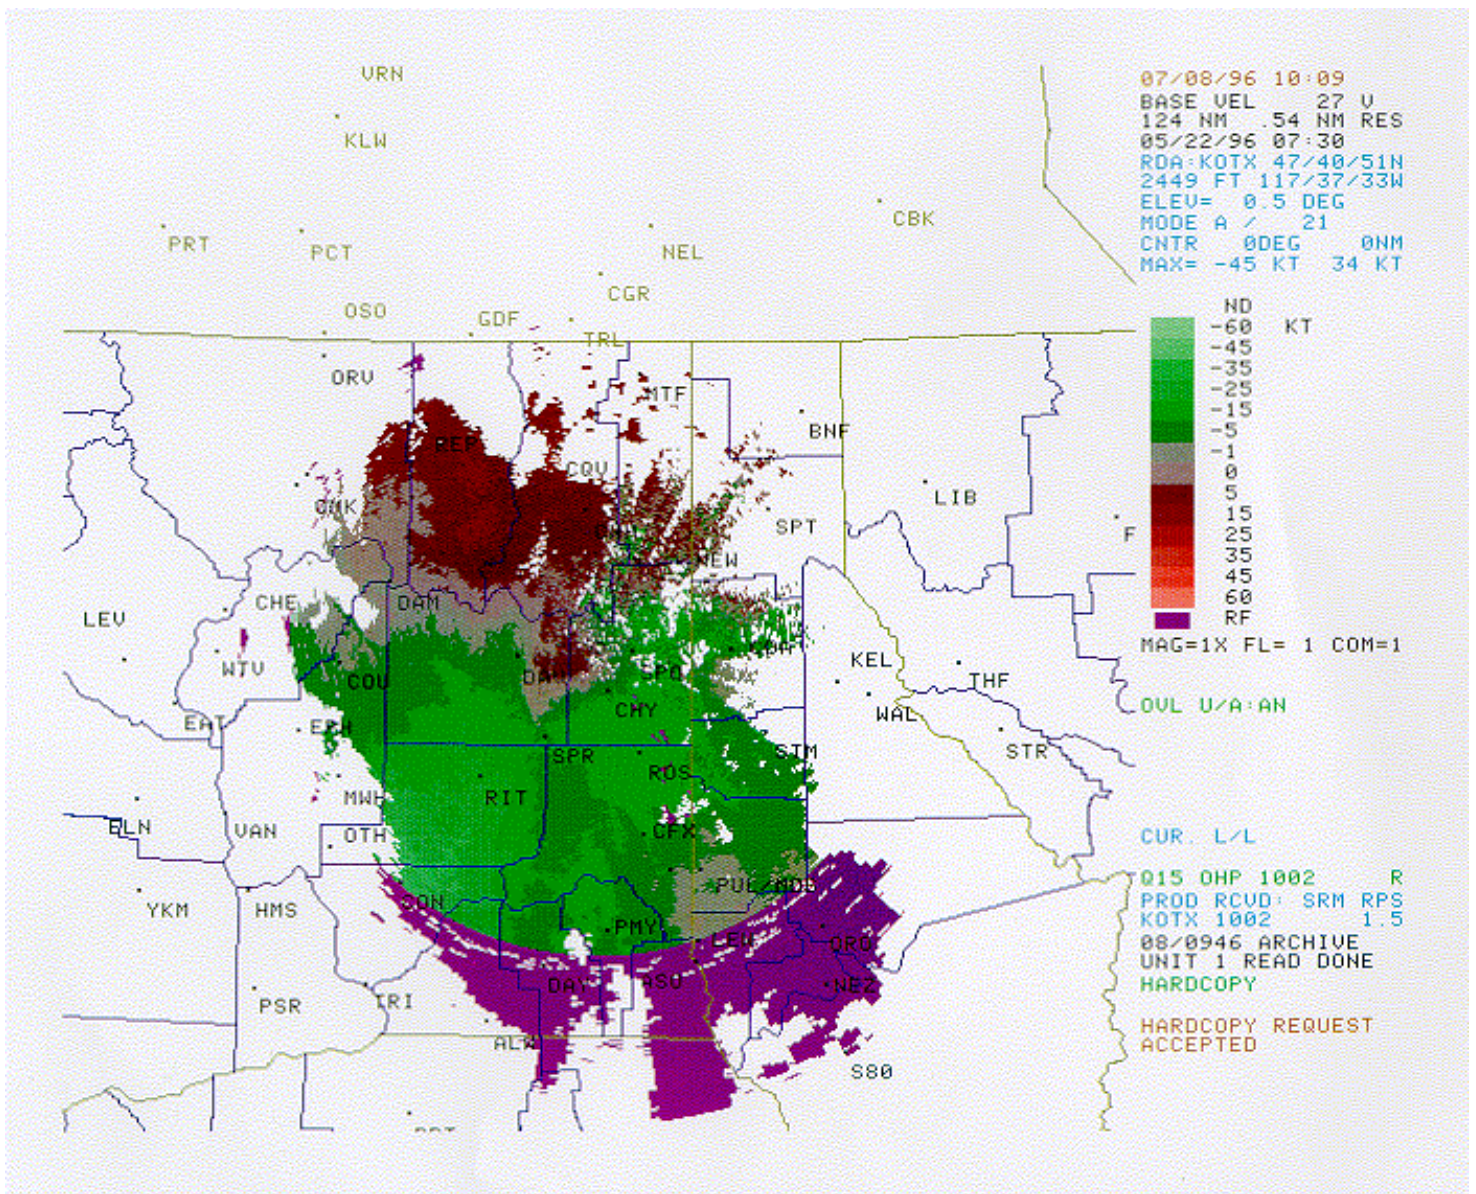 VRN
KLW
CBK
PRT
PCT
NEL
CGR
OSO
GDF
TRL
ORV
MTF
BNF
REP
CQV
LIB
OMK
SPT
F
NEW
CHE
DAM
LEV
WTV
COU
SPO
KEL
THF
WAL
EAT
EPH
CHY
STR
SPR
STM
ROS
MWH
RIT
ELN
VAN
OTH
CFX
PUL/MOS
YKM
HMS
CON
PMY
LEW
ORO
DAY
ASU
NEZ
PSR
TRI
ALW
S80
07/08/96 10:09
BASE VEL 27 V
124 NM .54 NM RES
05/22/96 07:30
RDA:KOTX 47/40/51N
2449 FT 117/37/33W
ELEV= 0.5 DEG
MODE A / 21
CNTR 0DEG 0NM
MAX= -45 KT 34 KT
ND
-60 KT
-45
-35
-25
-15
-5
-1
0
5
15
25
35
45
60
RF
MAG=1X FL= 1 COM=1
OVL U/A:AN
CUR. L/L
Q15 OHP 1002 R
PROD RCVD: SRM RPS
KOTX 1002 1.5
08/0946 ARCHIVE
UNIT 1 READ DONE
HARDCOPY
HARDCOPY REQUEST
ACCEPTED